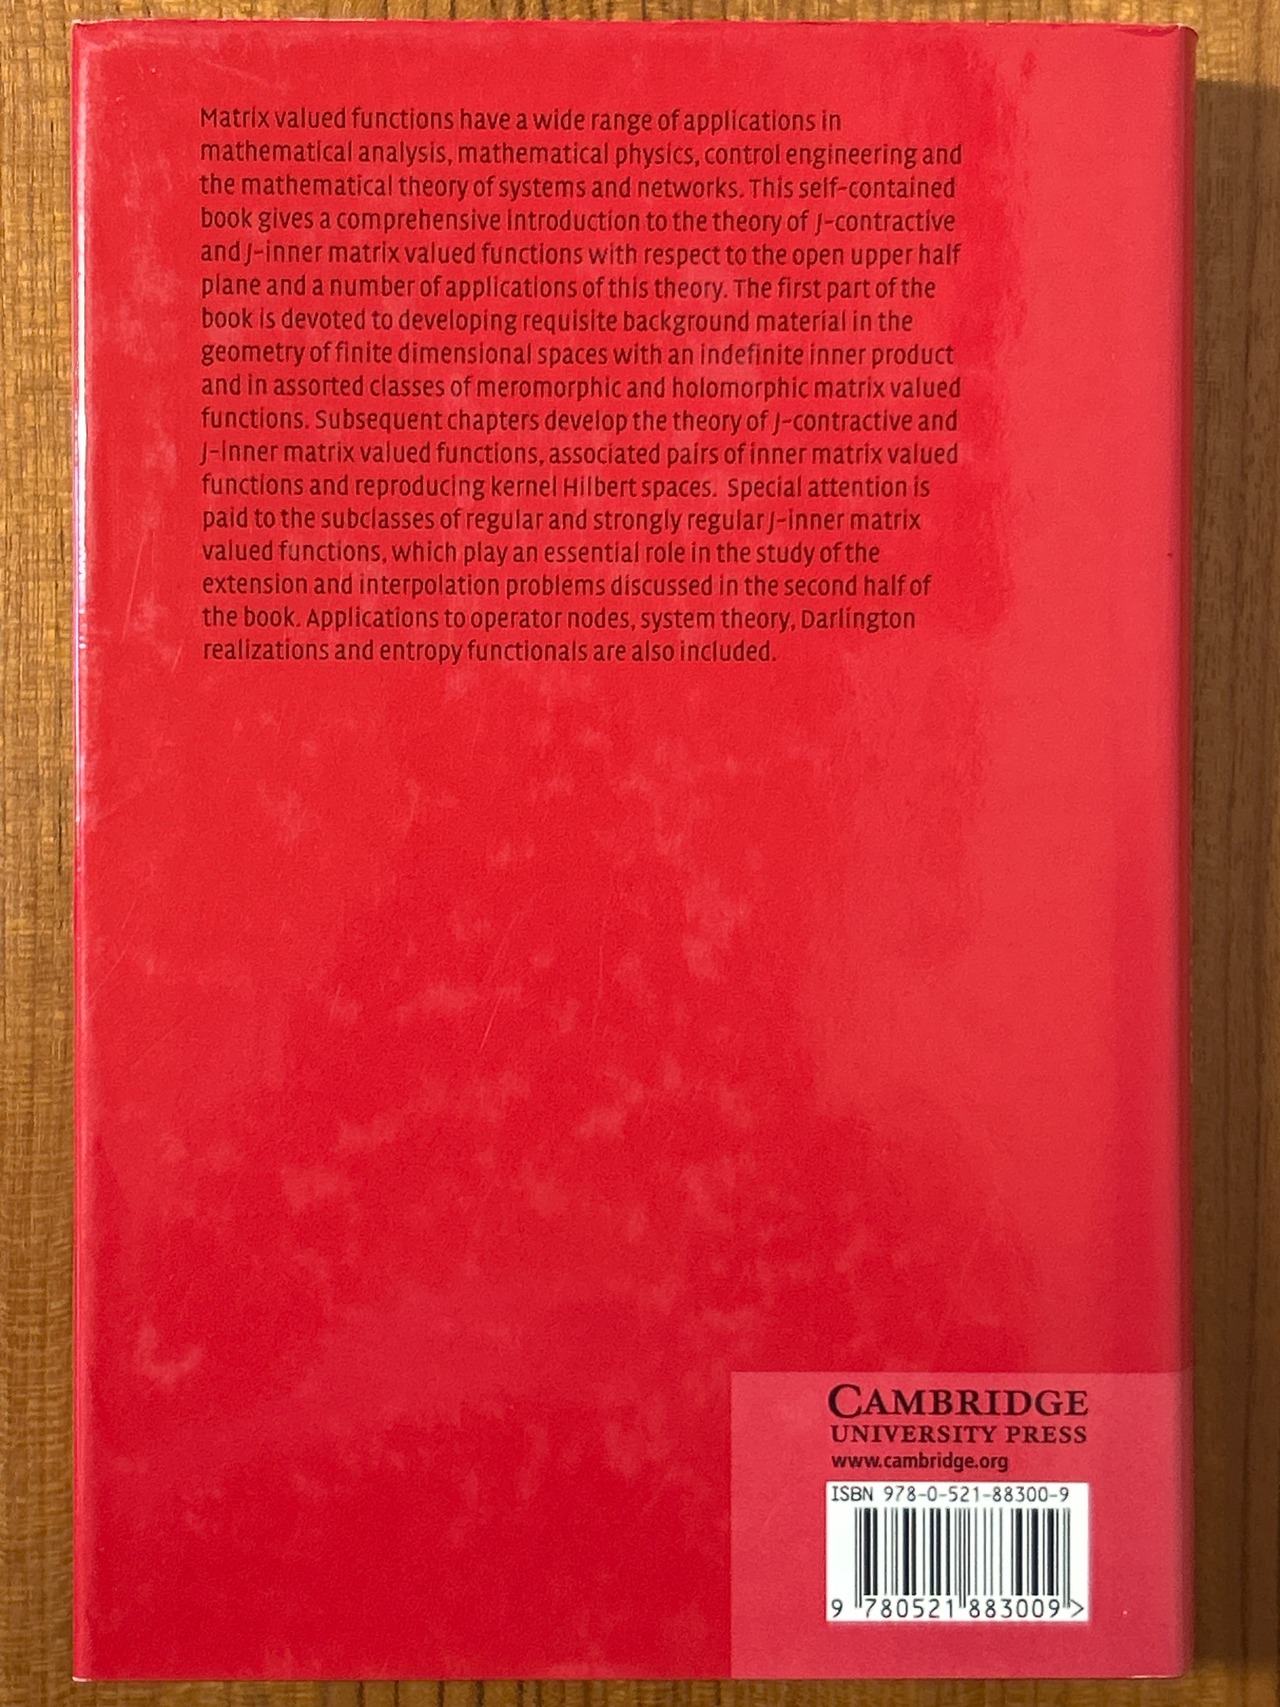 Matrix valued functions have a wide range of applications in
mathematical analysis, mathematical physics, control engineering and
the mathematical theory of systems and networks. This self-contained
book gives a comprehensive introduction to the theory of J-contractive
and J-inner matrix valued functions with respect to the open upper half
plane and a number of applications of this theory. The first part of the
book is devoted to developing requisite background material in the
geometry of finite dimensional spaces with an indefinite inner product
and in assorted classes of meromorphic and holomorphic matrix valued
functions. Subsequent chapters develop the theory of J-contractive and
J-inner matrix valued functions, associated pairs of inner matrix valued
functions and reproducing kernel Hilbert spaces. Special attention is
paid to the subclasses of regular and strongly regular J-inner matrix
valued functions, which play an essential role in the study of the
extension and interpolation problems discussed in the second half of
the book. Applications to operator nodes, system theory, Darlington
realizations and entropy functionals are also included.
CAMBRIDGE
UNIVERSITY PRESS
www.cambridge.org
ISBN 978-0-521-88300-9
9 780521 883009 >